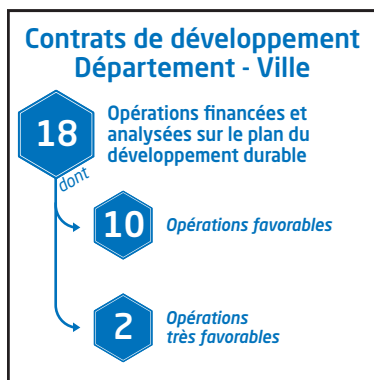 Contrats de développement
Département - Ville
18
Opérations financées et
analysées sur le plan du
développement durable
dont
10
Opérations favorables
2
Opérations
très favorables